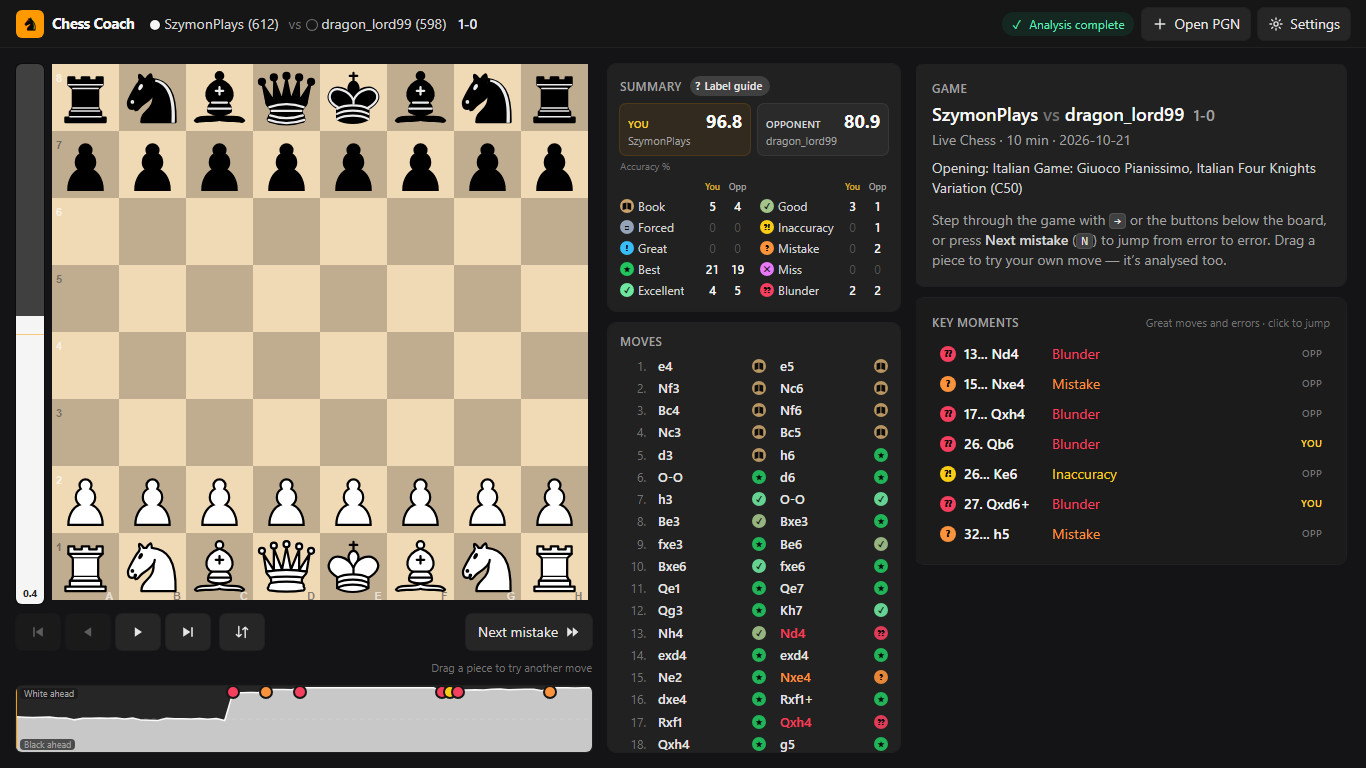 Chess Coach SzymonPlays (612) vs dragon_lord99 (598) 1-0
✓ Analysis complete
+ Open PGN
Settings
8
7
6
5
4
3
2
1
A B C D E F G H
0.4
Next mistake
Drag a piece to try another move
White ahead
Black ahead
SUMMARY ? Label guide
YOU 96.8
SzymonPlays
OPPONENT 80.9
dragon_lord99
Accuracy %
You Opp You Opp
Book 5 4 Good 3 1
Forced 0 0 ?! Inaccuracy 0 1
! Great 0 0 ? Mistake 0 2
Best 21 19 Miss 0 0
Excellent 4 5 ?? Blunder 2 2
MOVES
1. e4 e5
2. Nf3 Nc6
3. Bc4 Nf6
4. Nc3 Bc5
5. d3 h6
6. O-O d6
7. h3 O-O
8. Be3 Bxe3
9. fxe3 Be6
10. Bxe6 fxe6
11. Qe1 Qe7
12. Qg3 Kh7
13. Nh4 Nd4 ??
14. exd4 exd4
15. Ne2 Nxe4 ?
16. dxe4 Rxf1+
17. Rxf1 Qxh4 ??
18. Qxh4 g5
GAME
SzymonPlays vs dragon_lord99 1-0
Live Chess · 10 min · 2026-10-21
Opening: Italian Game: Giuoco Pianissimo, Italian Four Knights
Variation (C50)
Step through the game with → or the buttons below the board,
or press Next mistake (N) to jump from error to error. Drag a
piece to try your own move — it's analysed too.
KEY MOMENTS Great moves and errors · click to jump
?? 13... Nd4 Blunder OPP
? 15... Nxe4 Mistake OPP
?? 17... Qxh4 Blunder OPP
?? 26. Qb6 Blunder YOU
?! 26... Ke6 Inaccuracy OPP
?? 27. Qxd6+ Blunder YOU
? 32... h5 Mistake OPP